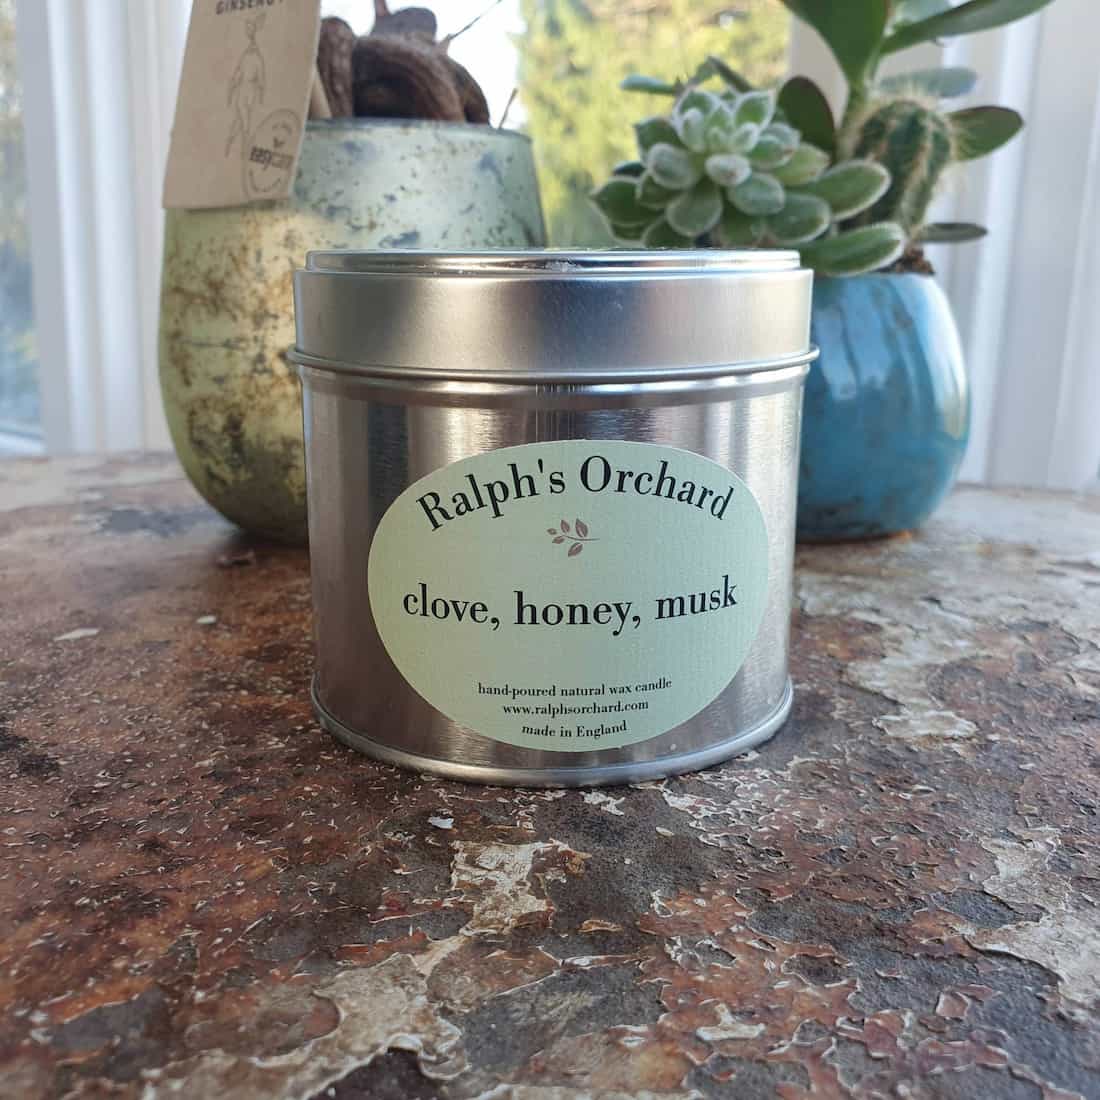 GINSENG
Ralph's Orchard
clove, honey, musk
hand-poured natural wax candle
www.ralphsorchard.com
made in England